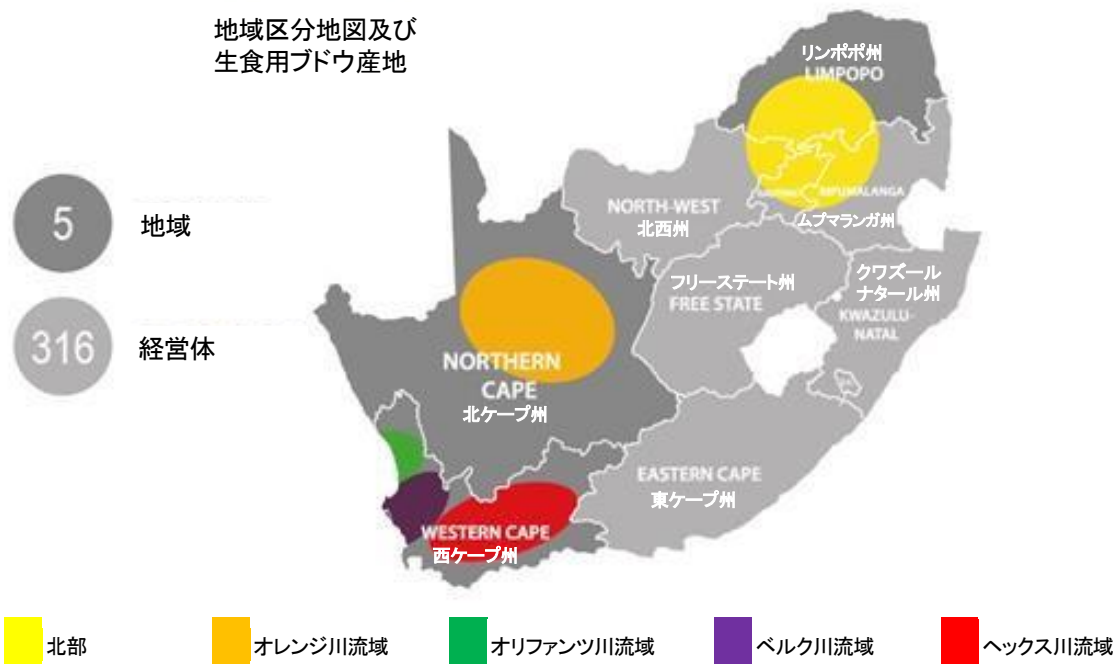 地域区分地図及び
生食用ブドウ産地
リンポポ州
LIMPOPO
5
地域
316
経営体
NORTH-WEST
北西州
MPUMALANGA
ムプマランガ州
フリーステート州
FREE STATE
クワズール
ナタール州
KWAZULU-
NATAL
NORTHERN
CAPE
北ケープ州
EASTERN CAPE
東ケープ州
WESTERN CAPE
西ケープ州
北部
オレンジ川流域
オリファンツ川流域
ベルク川流域
ヘックス川流域